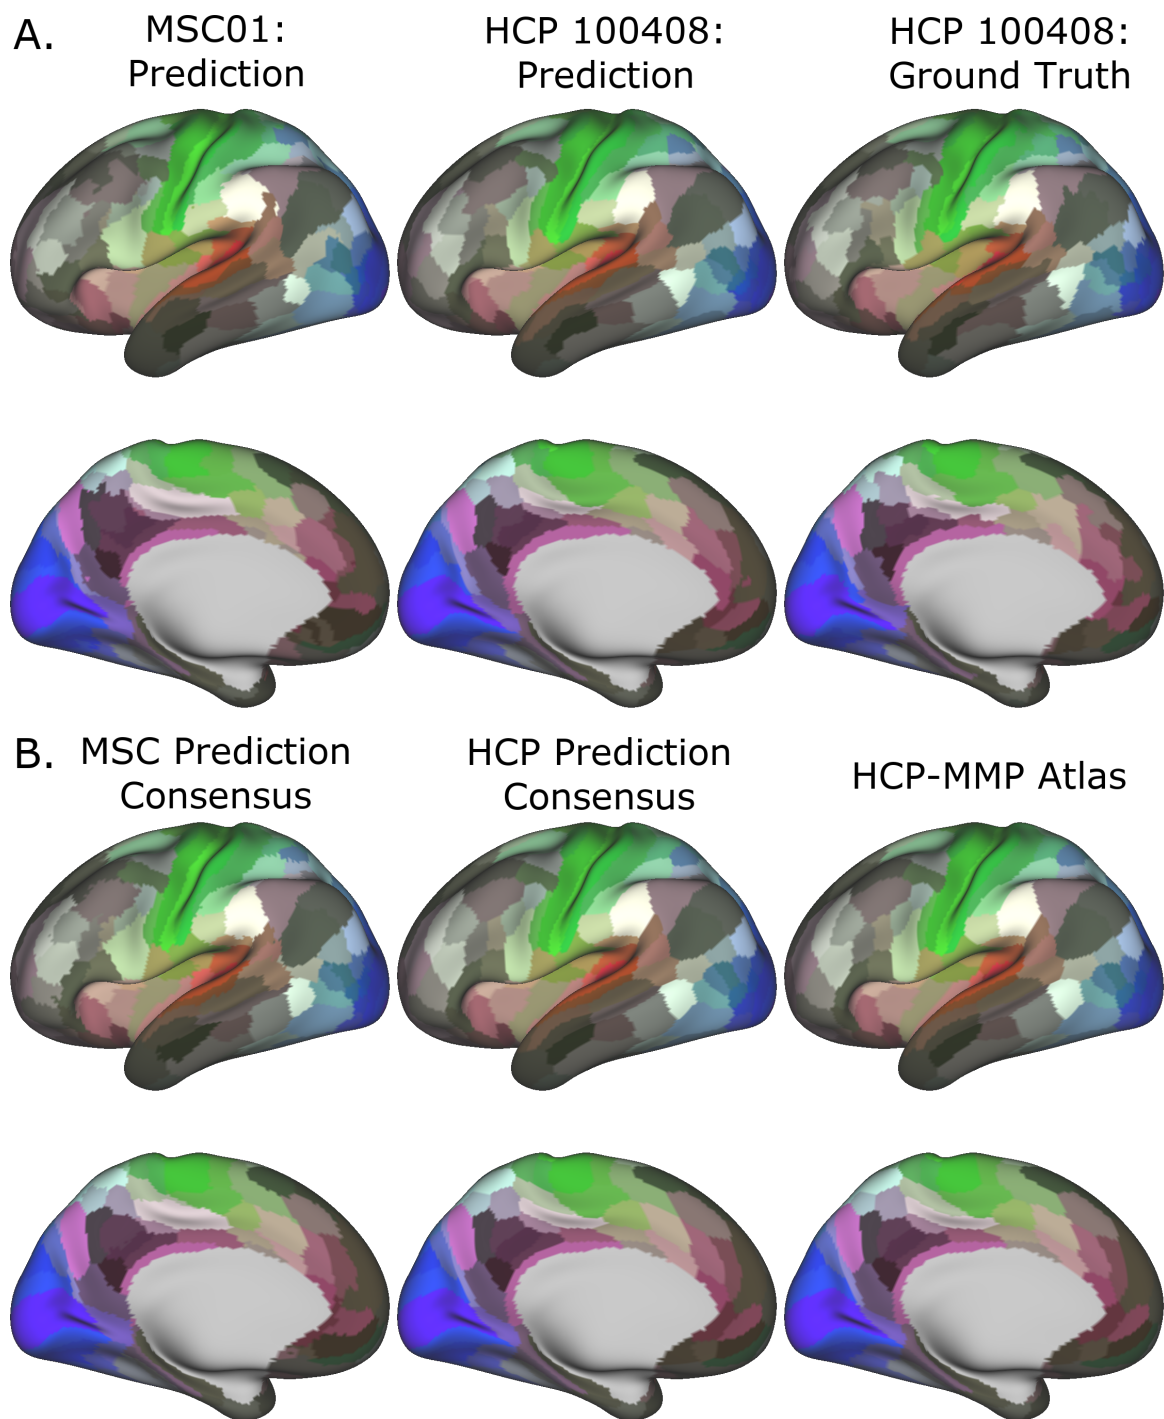 A.
MSC01:
Prediction
HCP 100408:
Prediction
HCP 100408:
Ground Truth
B.
MSC Prediction
Consensus
HCP Prediction
Consensus
HCP-MMP Atlas